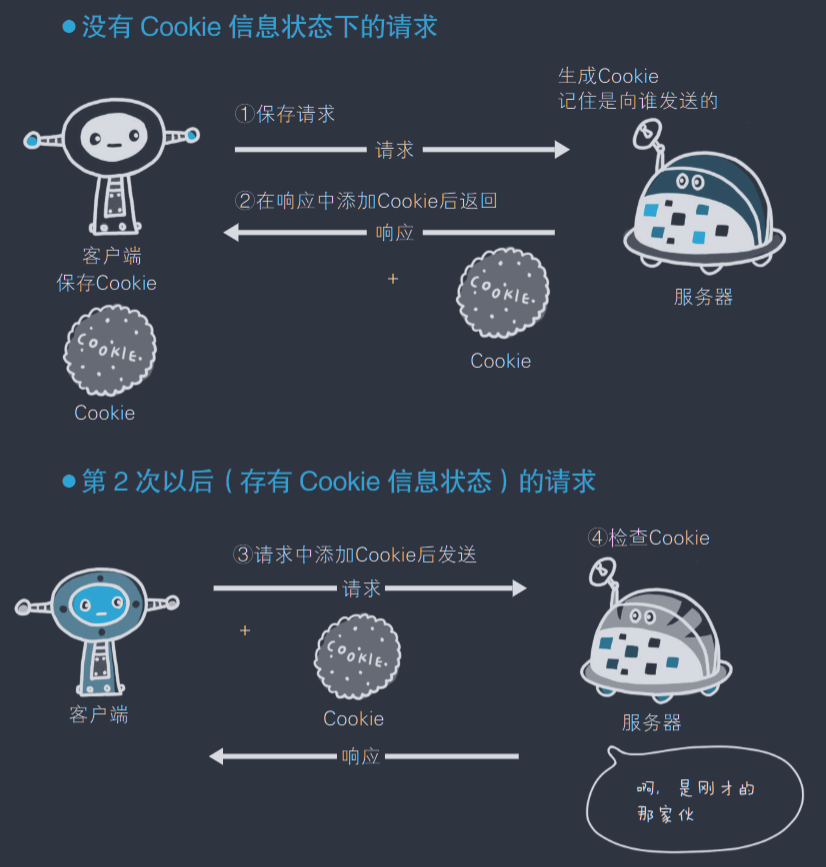 ●没有 Cookie 信息状态下的请求
生成Cookie
记住是向谁发送的
①保存请求
请求
②在响应中添加Cookie后返回
响应
+
客户端
保存Cookie
COOKIE.
COOKIE.
服务器
Cookie
Cookie
●第 2 次以后（存有 Cookie 信息状态）的请求
④检查Cookie
③请求中添加Cookie后发送
请求
+
COOKIE.
客户端
Cookie
服务器
响应
啊，是刚才的
那家伙